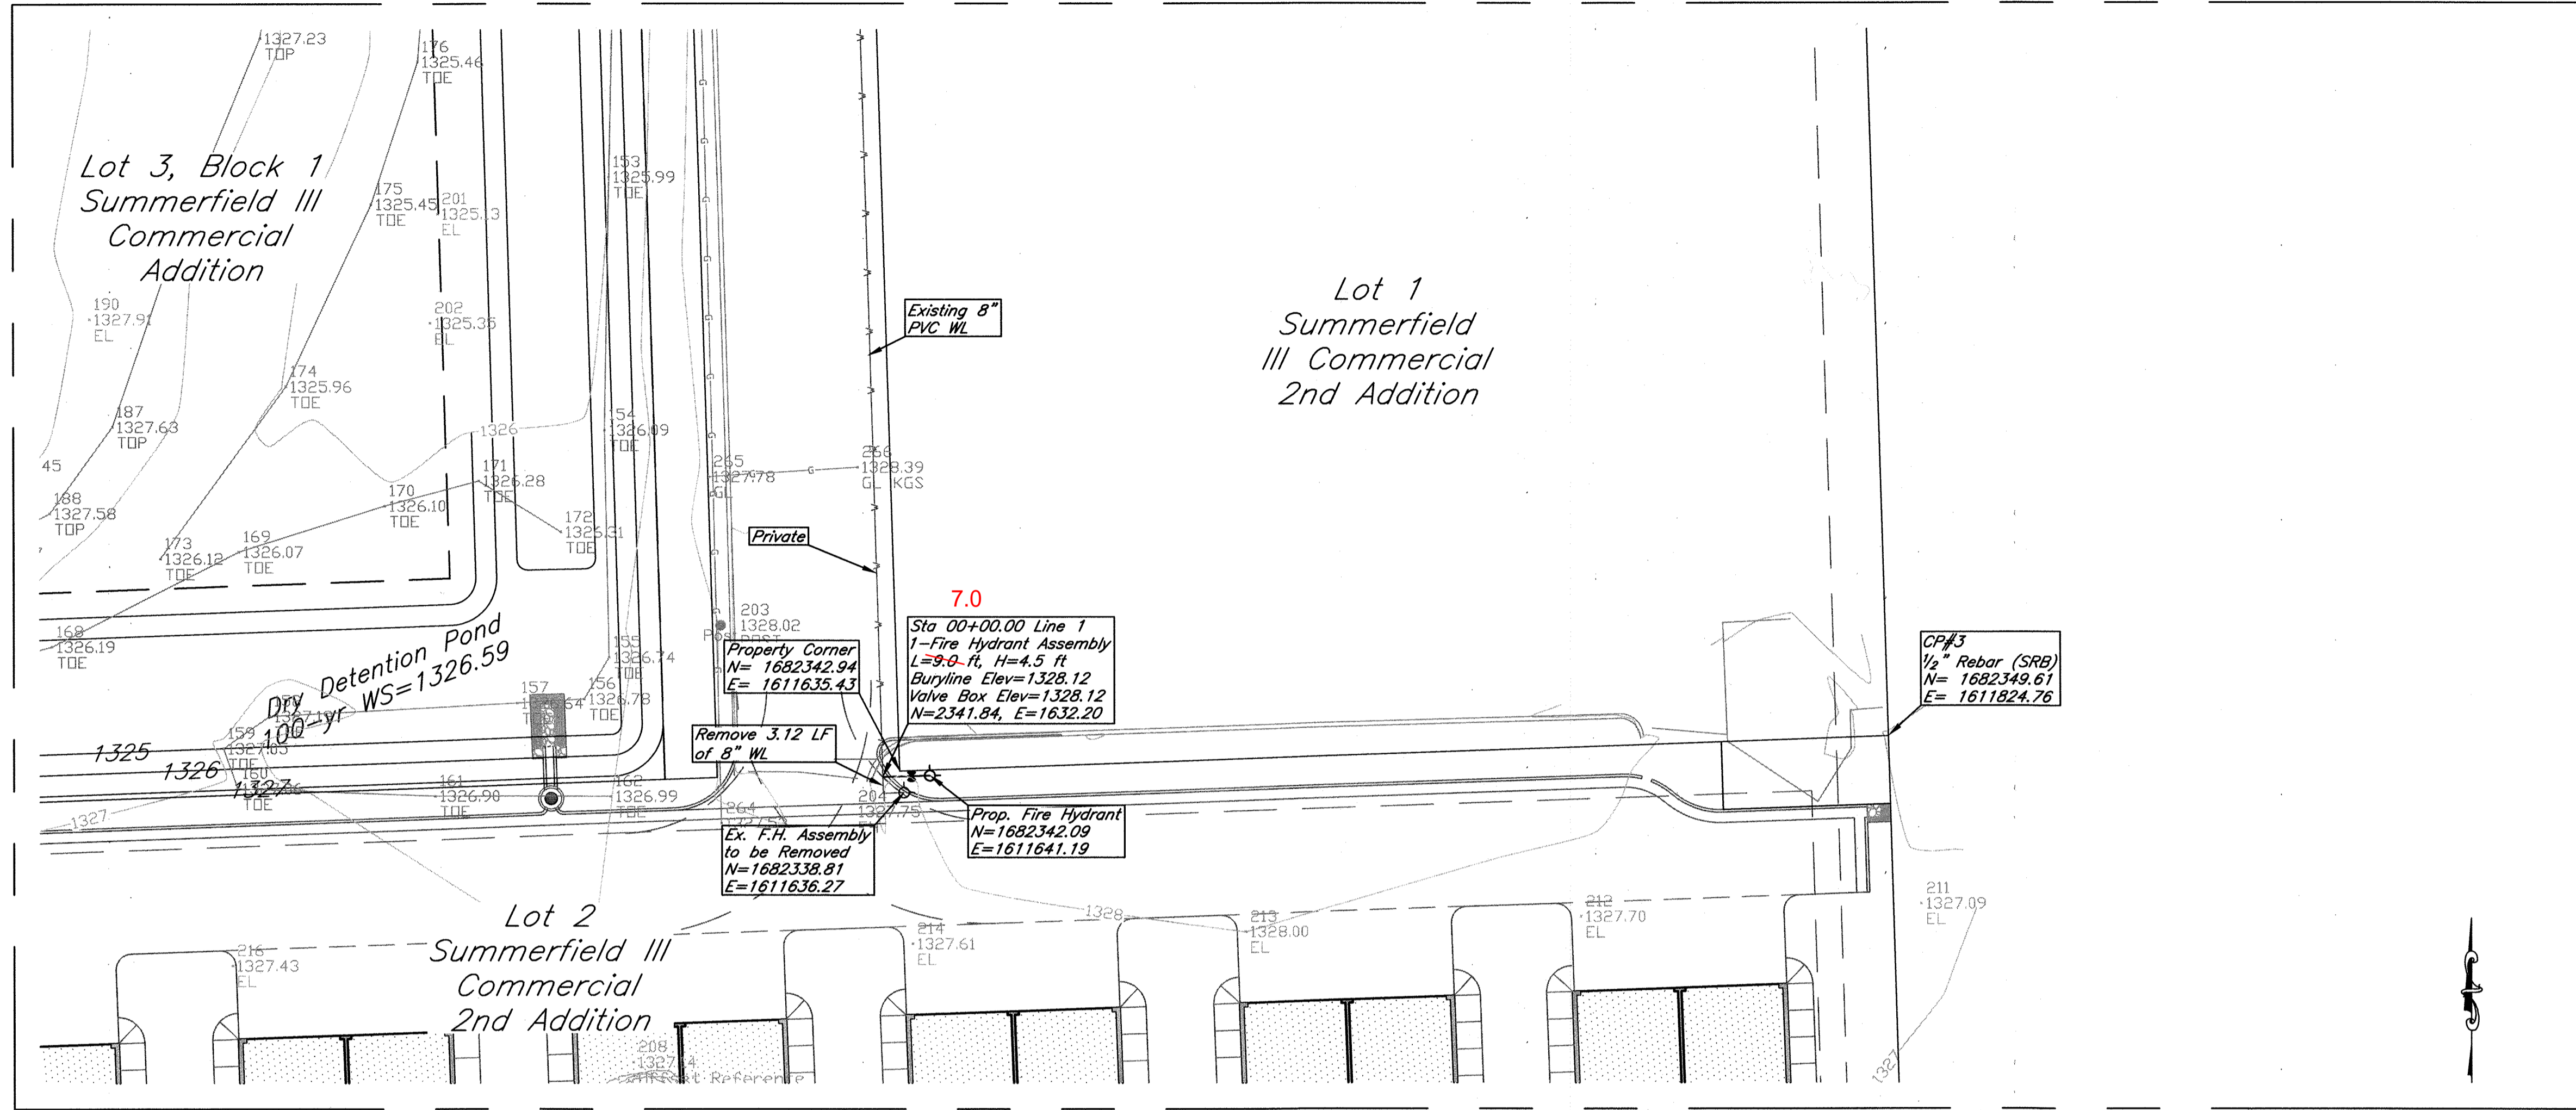 1327.23
TOP
176
1325.46
TOE
Lot 3, Block 1
Summerfield III
Commercial
Addition
153
1325.99
TOE
175
1325.45
TOE
201
EL
190
1327.91
EL
202
1325.35
EL
174
1325.96
TOE
187
1327.63
TOP
1326
1326.09
TOE
45
188
1327.58
TOP
171
1326.28
TOE
170
1326.10
TOE
172
1326.31
TOE
173
1326.12
TOE
169
1326.07
TOE
168
1326.19
TOE
Existing 8"
PVC WL
Lot 1
Summerfield
III Commercial
2nd Addition
265
1327.78
GL
G
266
1328.39
GL KGS
Private
7.0
203
1328.02
POST
Property Corner
N= 1682342.94
E= 1611635.43
Sta 00+00.00 Line 1
1-Fire Hydrant Assembly
L=9.0 ft, H=4.5 ft
Buryline Elev=1328.12
Valve Box Elev=1328.12
N=2341.84, E=1632.20
CP#3
1/2" Rebar (SRB)
N= 1682349.61
E= 1611824.76
155
1326.74
TOE
156
1326.78
TOE
157
Dry Detention Pond
100-yr WS=1326.59
159
1327.05
TOE
160
TOE
1325
1326
1327
1327
161
1326.90
TOE
162
1326.99
TOE
Remove 3.12 LF
of 8" WL
264
204
1327.75
Ex. F.H. Assembly
to be Removed
N=1682338.81
E=1611636.27
Prop. Fire Hydrant
N=1682342.09
E=1611641.19
Lot 2
Summerfield III
Commercial
2nd Addition
216
1327.43
EL
214
1327.61
EL
1328
213
1328.00
EL
212
1327.70
EL
211
1327.09
EL
208
Reference
1327